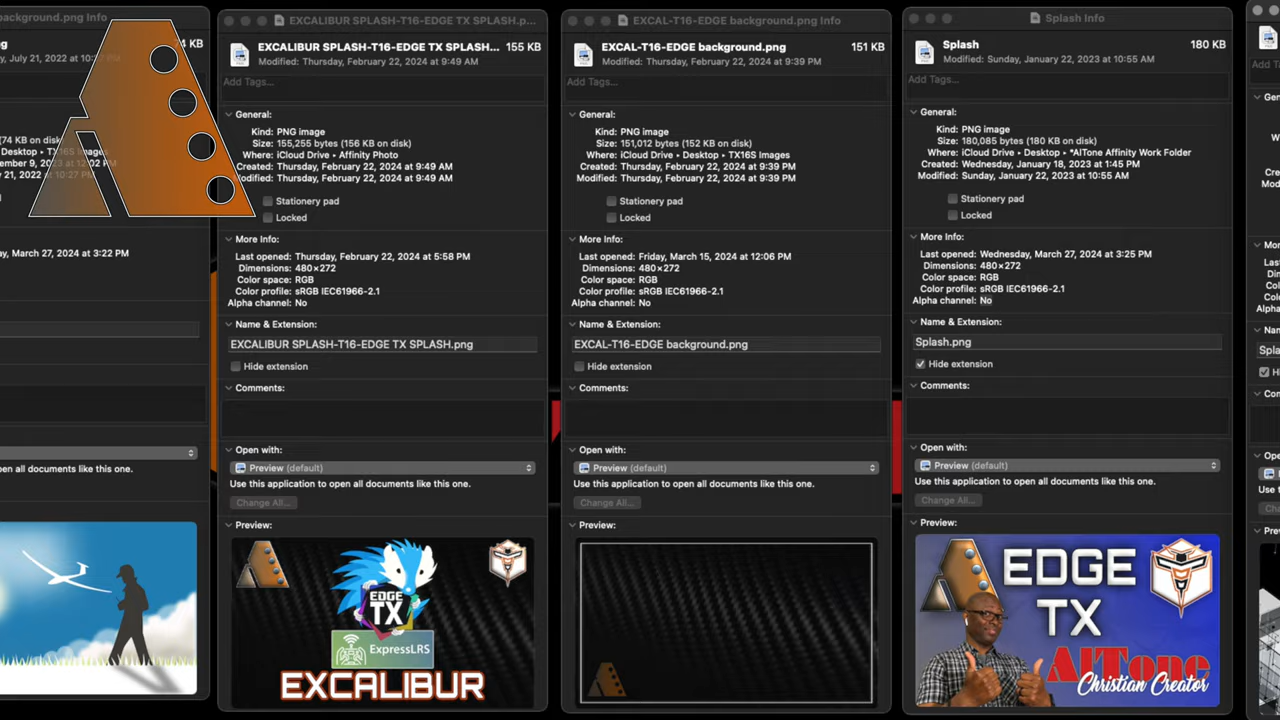 background.png Info
EXCALIBUR SPLASH-T16-EDGE TX SPLASH.p...
EXCAL-T16-EDGE background.png Info
Splash Info
KB
July 21, 2022 at
(74 KB on disk)
Desktop • TX16S Images
2023 at 12:02 PM
21, 2022 at 10:27 PM
y, March 27, 2024 at 3:22 PM
pen all documents like this one.
EXCALIBUR SPLASH-T16-EDGE TX SPLASH... 155 KB
Modified: Thursday, February 22, 2024 at 9:49 AM
Add Tags...
General:
Kind: PNG image
Size: 155,255 bytes (156 KB on disk)
Where: iCloud Drive • Affinity Photo
Created: Thursday, February 22, 2024 at 9:49 AM
Modified: Thursday, February 22, 2024 at 9:49 AM
Stationery pad
Locked
More Info:
Last opened: Thursday, February 22, 2024 at 5:58 PM
Dimensions: 480×272
Color space: RGB
Color profile: sRGB IEC61966-2.1
Alpha channel: No
Name & Extension:
EXCALIBUR SPLASH-T16-EDGE TX SPLASH.png
Hide extension
Comments:
Open with:
Preview (default)
Use this application to open all documents like this one.
Change All...
Preview:
EDGE
TX
ExpressLRS
EXCALIBUR
EXCAL-T16-EDGE background.png 151 KB
Modified: Thursday, February 22, 2024 at 9:39 PM
Add Tags...
General:
Kind: PNG image
Size: 151,012 bytes (152 KB on disk)
Where: iCloud Drive • Desktop • TX16S Images
Created: Thursday, February 22, 2024 at 9:39 PM
Modified: Thursday, February 22, 2024 at 9:39 PM
Stationery pad
Locked
More Info:
Last opened: Friday, March 15, 2024 at 12:06 PM
Dimensions: 480×272
Color space: RGB
Color profile: sRGB IEC61966-2.1
Alpha channel: No
Name & Extension:
EXCAL-T16-EDGE background.png
Hide extension
Comments:
Open with:
Preview (default)
Use this application to open all documents like this one.
Change All...
Preview:
Splash 180 KB
Modified: Sunday, January 22, 2023 at 10:55 AM
Add Tags...
General:
Kind: PNG image
Size: 180,085 bytes (180 KB on disk)
Where: iCloud Drive • Desktop • *AlTone Affinity Work Folder
Created: Wednesday, January 18, 2023 at 1:45 PM
Modified: Sunday, January 22, 2023 at 10:55 AM
Stationery pad
Locked
More Info:
Last opened: Wednesday, March 27, 2024 at 3:25 PM
Dimensions: 480×272
Color space: RGB
Color profile: sRGB IEC61966-2.1
Alpha channel: No
Name & Extension:
Splash.png
Hide extension
Comments:
Open with:
Preview (default)
Use this application to open all documents like this one.
Change All...
Preview:
EDGE
TX
AlTone
Christian Creator